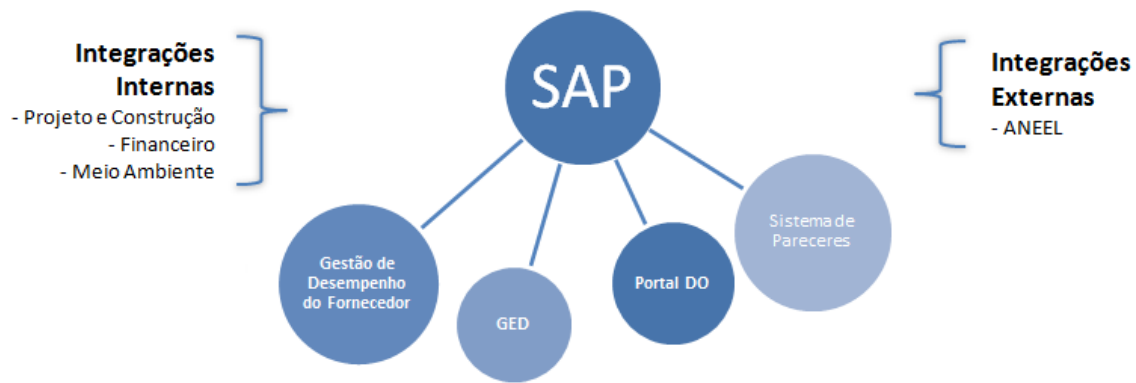 Integrações
Internas
- Projeto e Construção
- Financeiro
- Meio Ambiente
SAP
Integrações
Externas
- ANEEL
Gestão de
Desempenho
do Fornecedor
GED
Portal DO
Sistema de
Pareceres